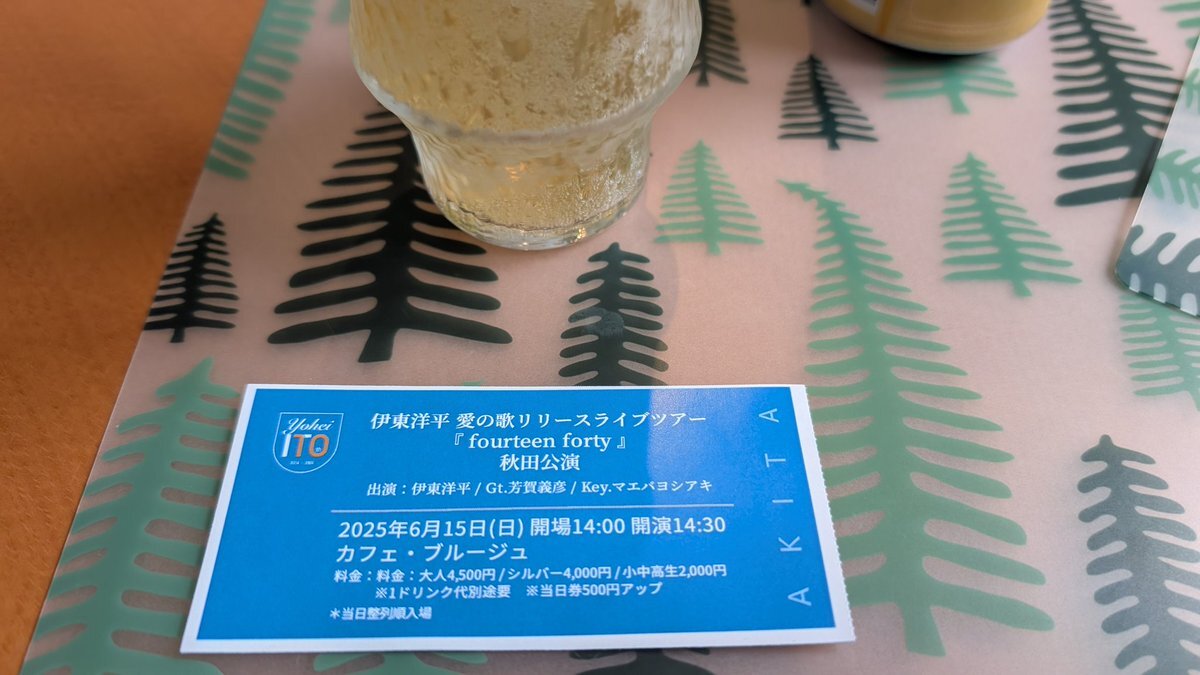 Yohei
ITO
伊東洋平 愛の歌リリースライブツアー
『 fourteen forty 』
秋田公演
出演：伊東洋平 / Gt.芳賀義彦 / Key.マエバヨシアキ
2025年6月15日(日) 開場14:00 開演14:30
カフェ・ブルージュ
料金：料金：大人4,500円 / シルバー4,000円 / 小中高生2,000円
※1ドリンク代別途要　※当日券500円アップ
＊当日整列順入場
AKITA